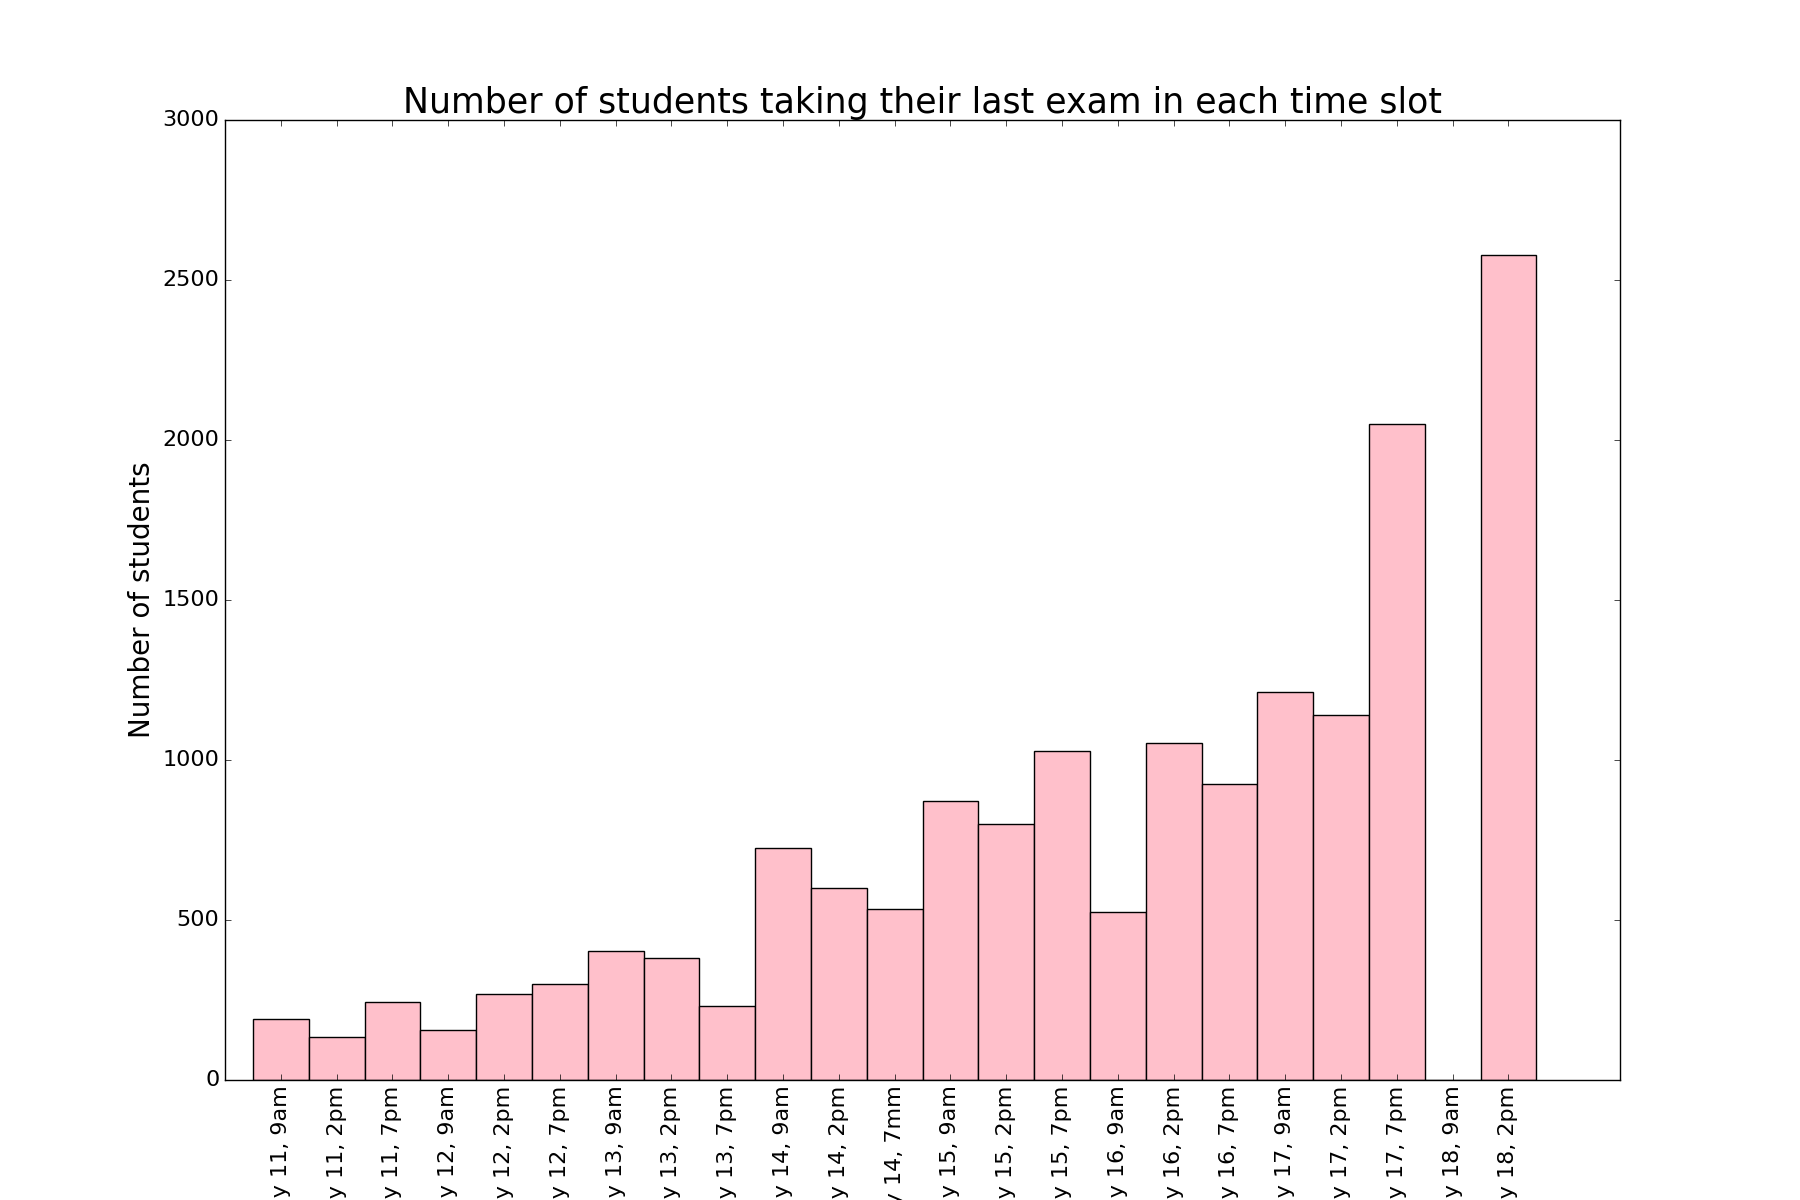 Number of students taking their last exam in each time slot
3000
2500
2000
1500
1000
500
0
Number of students
y 11, 9am
y 11, 2pm
y 11, 7pm
y 12, 9am
y 12, 2pm
y 12, 7pm
y 13, 9am
y 13, 2pm
y 13, 7pm
y 14, 9am
y 14, 2pm
y 14, 7mm
y 15, 9am
y 15, 2pm
y 15, 7pm
y 16, 9am
y 16, 2pm
y 16, 7pm
y 17, 9am
y 17, 2pm
y 17, 7pm
y 18, 9am
y 18, 2pm